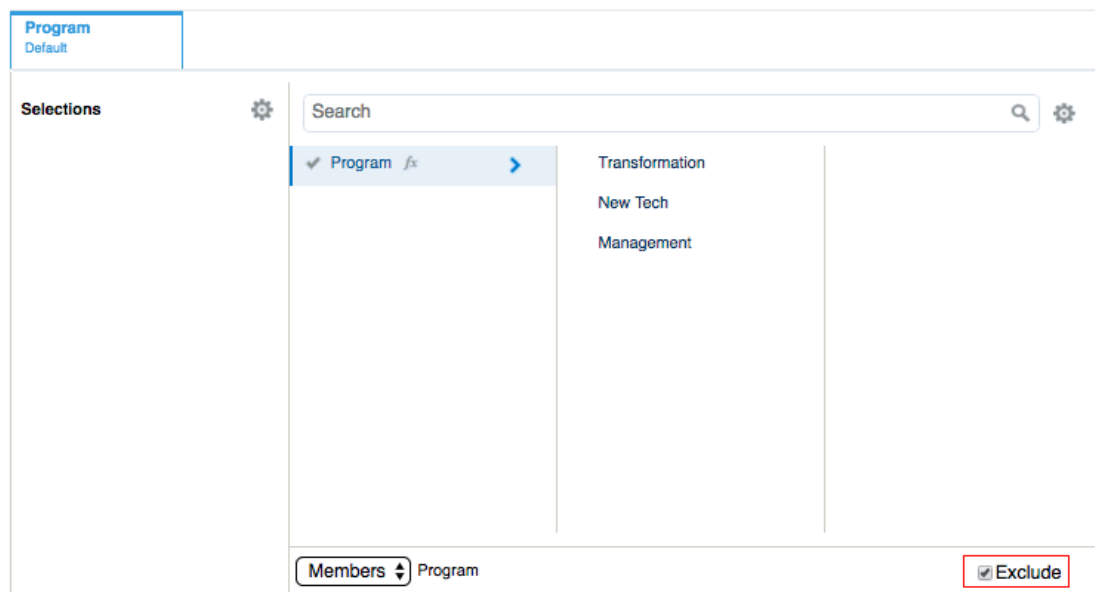 Program
Default
Selections
Search
Program fx
Transformation
New Tech
Management
Members Program
Exclude